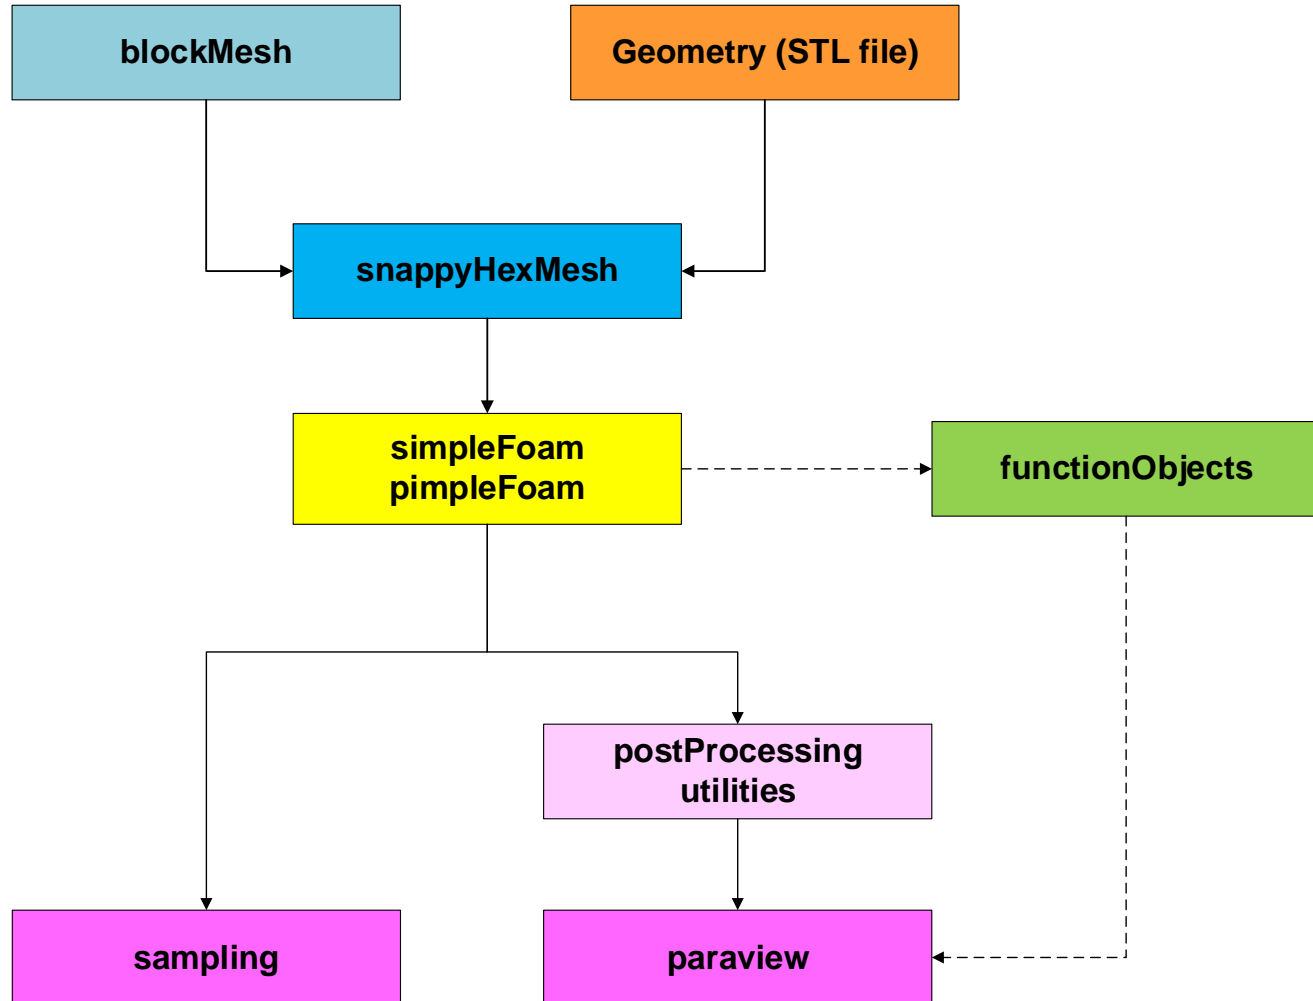 blockMesh
Geometry (STL file)
snappyHexMesh
simpleFoam
pimpleFoam
functionObjects
postProcessing
utilities
sampling
paraview